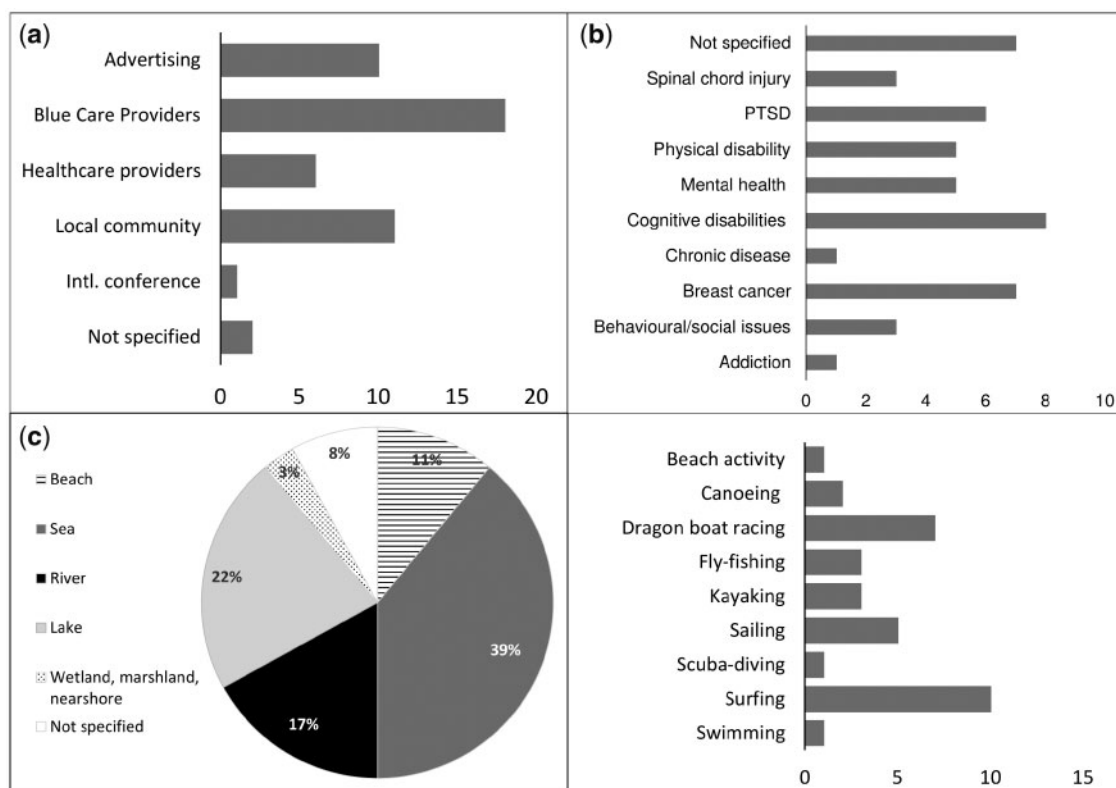 (a)
Advertising
Blue Care Providers
Healthcare providers
Local community
Intl. conference
Not specified
0 5 10 15 20
(b)
Not specified
Spinal chord injury
PTSD
Physical disability
Mental health
Cognitive disabilities
Chronic disease
Breast cancer
Behavioural/social issues
Addiction
0 2 4 6 8 10
(c)
Beach
Sea
River
Lake
Wetland, marshland,
nearshore
Not specified
8%
11%
3%
22%
39%
17%
Beach activity
Canoeing
Dragon boat racing
Fly-fishing
Kayaking
Sailing
Scuba-diving
Surfing
Swimming
0 5 10 15